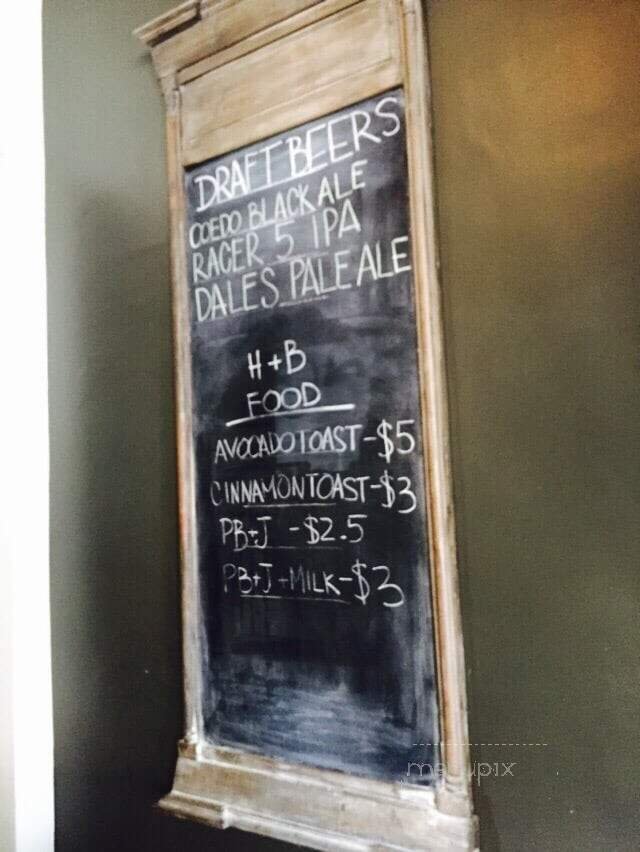 DRAFT BEERS
COEDO BLACK ALE
RACER 5 IPA
DALES PALE ALE
H+B
FOOD
AVOCADO TOAST-$5
CINNAMON TOAST-$3
PB+J -$2.5
PB+J+MILK-$3
menupix